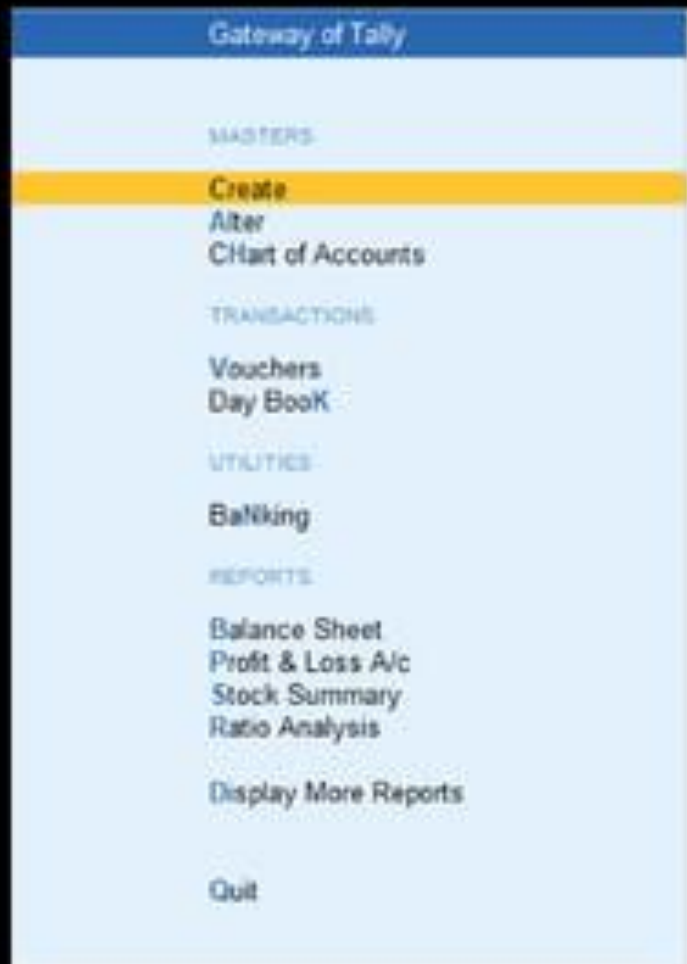 Gateway of Tally
MASTERS
Create
Alter
CHart of Accounts
TRANSACTIONS
Vouchers
Day BooK
UTILITIES
BaNking
REPORTS
Balance Sheet
Profit & Loss A/c
Stock Summary
Ratio Analysis
Display More Reports
Quit